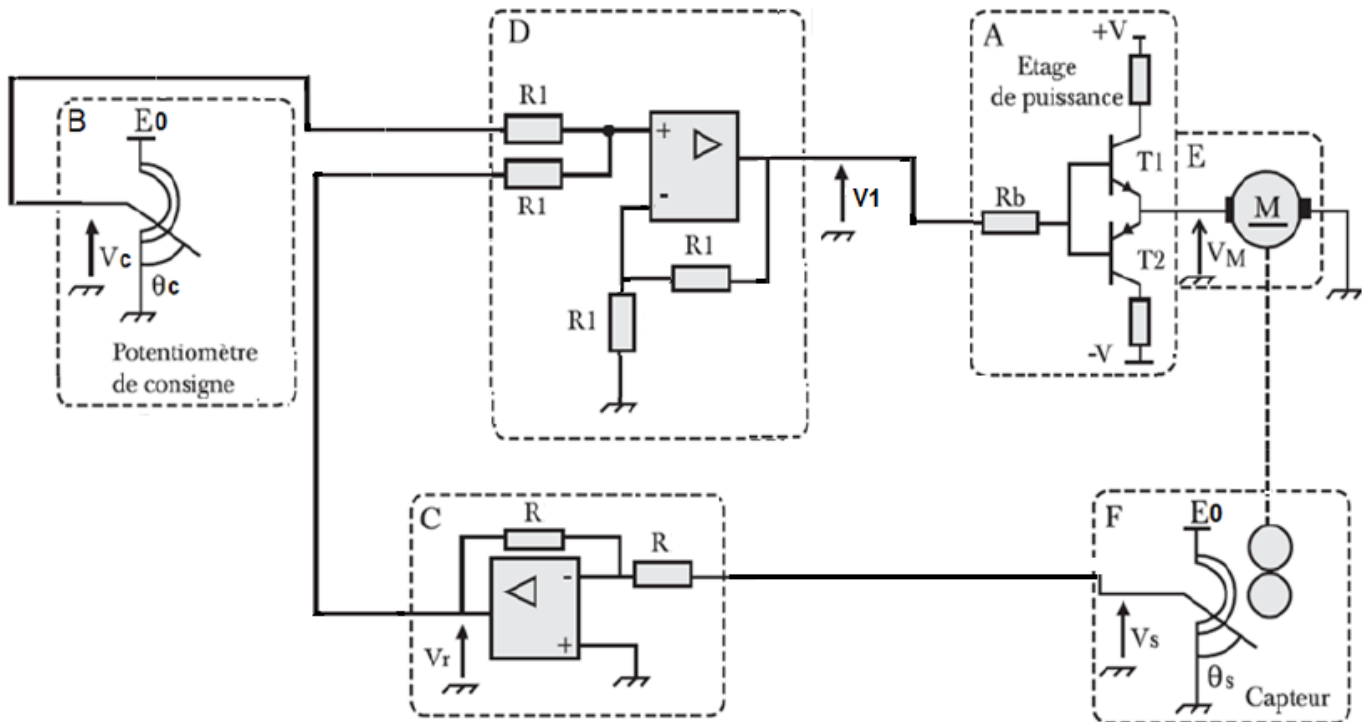 D
R1
R1
+
-
R1
R1
V1
B
E0
Vc
θc
Potentiomètre
de consigne
A
+V
Etage
de puissance
T1
Rb
T2
-V
E
M
VM
C
R
R
-
+
Vr
F
E0
Vs
θs
Capteur